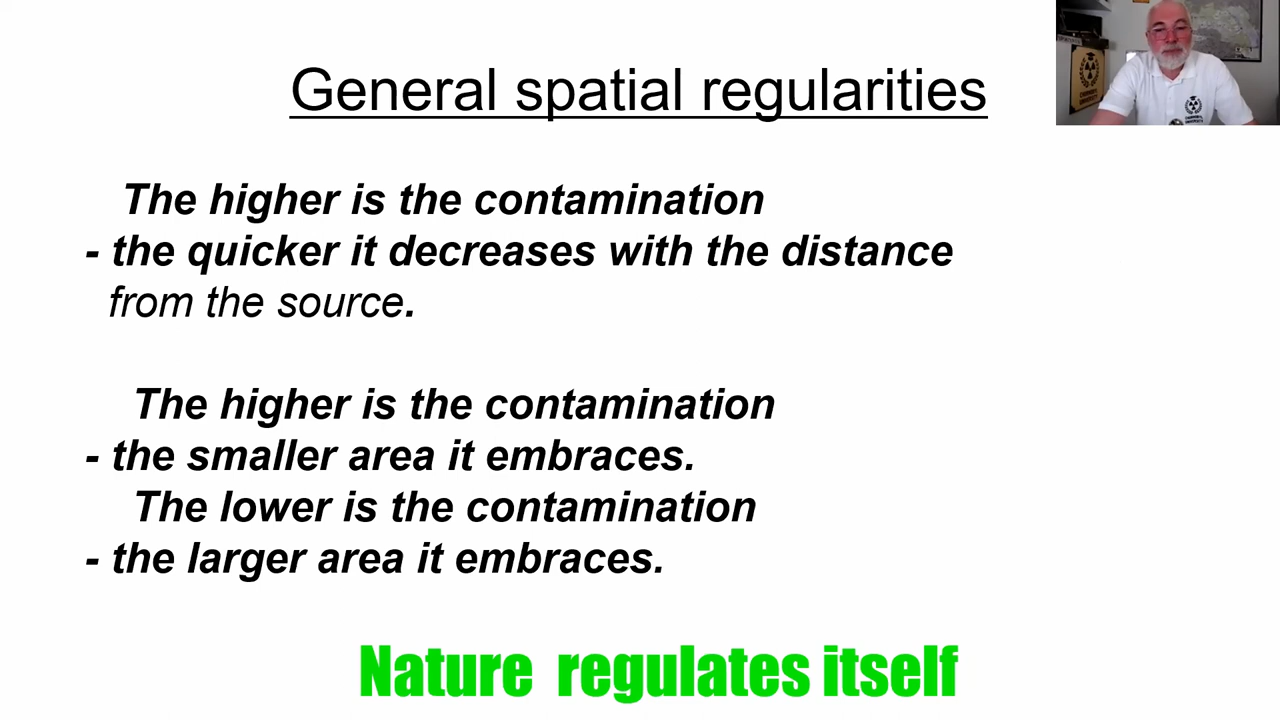 General spatial regularities
The higher is the contamination
- the quicker it decreases with the distance
from the source.
The higher is the contamination
- the smaller area it embraces.
The lower is the contamination
- the larger area it embraces.
Nature regulates itself